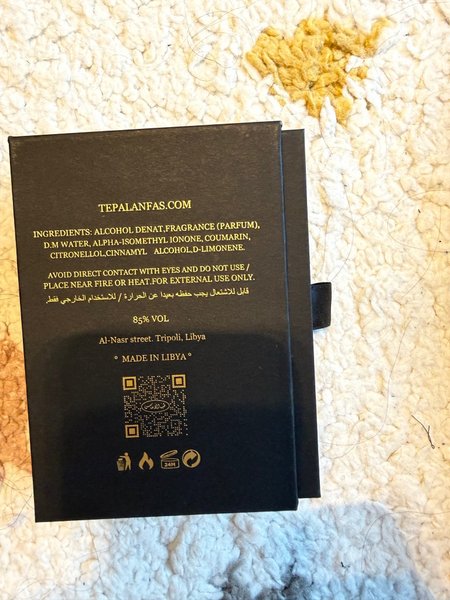 TEPALANFAS.COM
INGREDIENTS: ALCOHOL DENAT,FRAGRANCE (PARFUM),
D.M WATER, ALPHA-ISOMETHYL IONONE, COUMARIN,
CITRONELLOL,CINNAMYL ALCOHOL,D-LIMONENE.
AVOID DIRECT CONTACT WITH EYES AND DO NOT USE /
PLACE NEAR FIRE OR HEAT.FOR EXTERNAL USE ONLY.
قابل للاشتعال يجب حفظه بعيدا عن الحرارة / للاستخدام الخارجي فقط.
85% VOL
Al-Nasr street. Tripoli, Libya
° MADE IN LIBYA °
24M